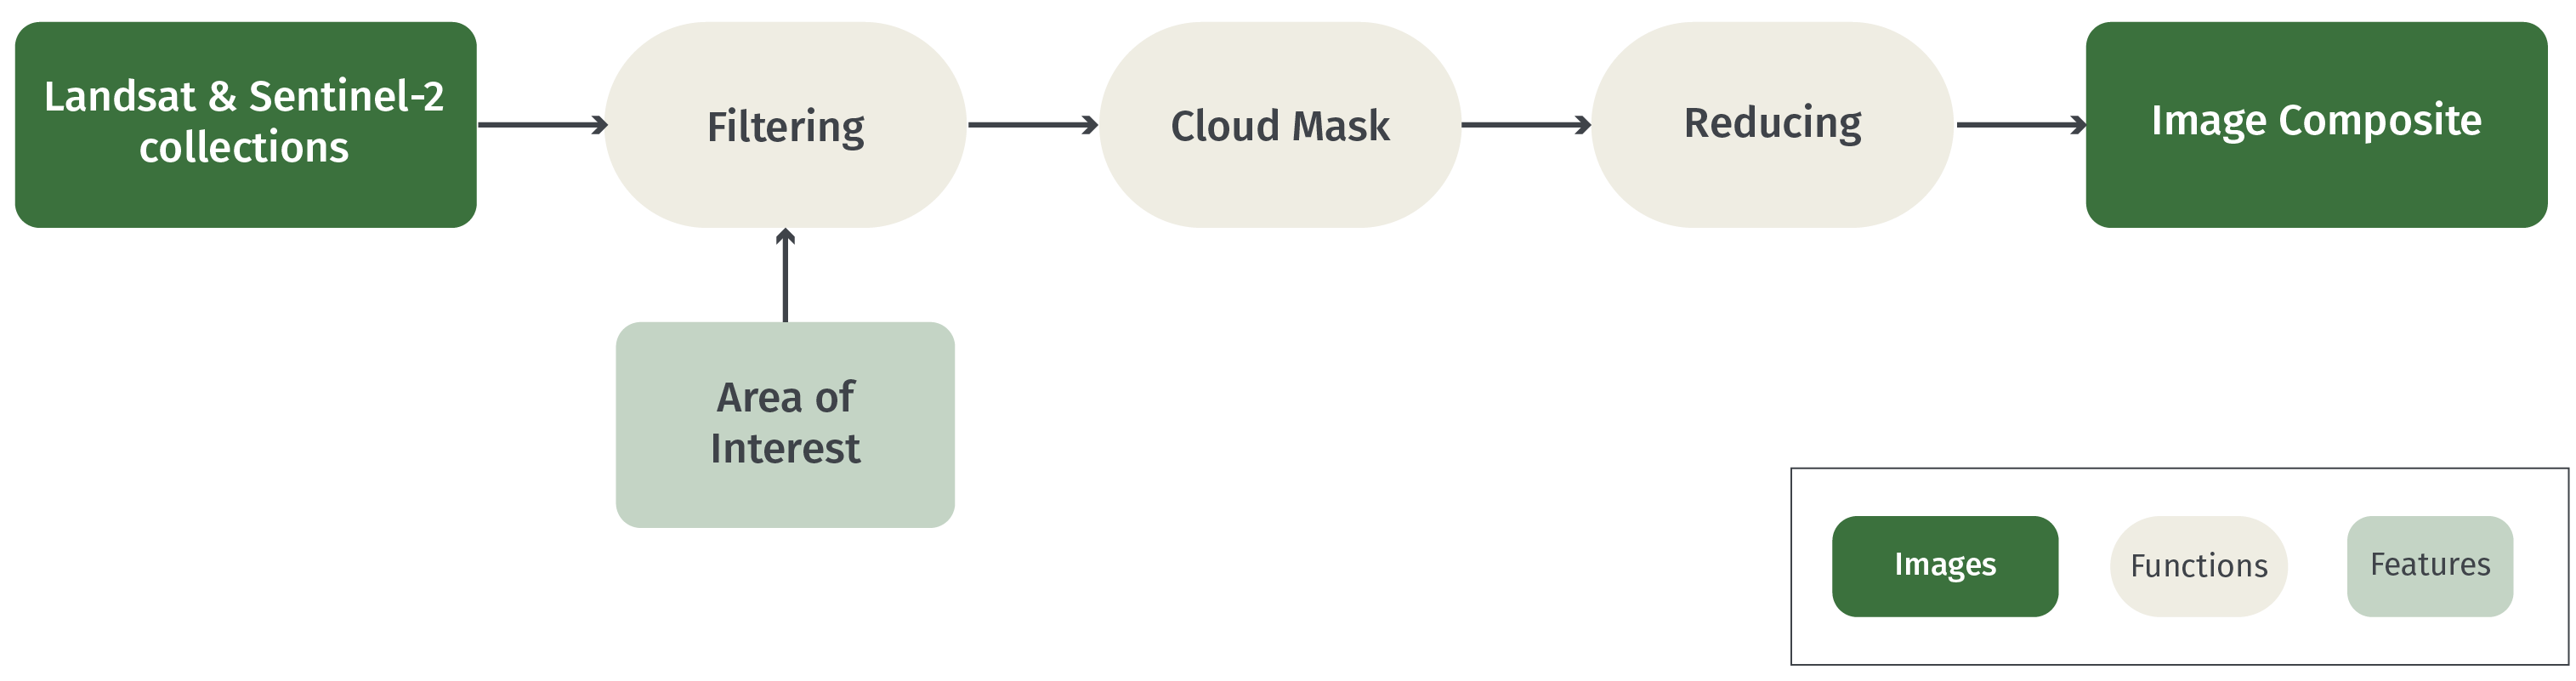 Landsat & Sentinel-2
collections
Filtering
Cloud Mask
Reducing
Image Composite
Area of
Interest
Images
Functions
Features